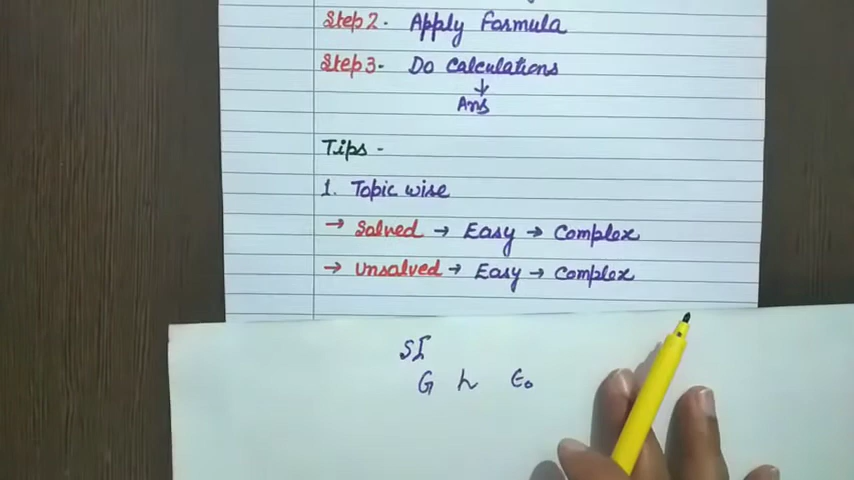 Step 2- Apply formula
Step 3- Do calculations
↓
Ans
Tips -
1. Topic wise
→ Solved → Easy → Complex
→ Unsolved → Easy → Complex
SI
G h ϵ₀